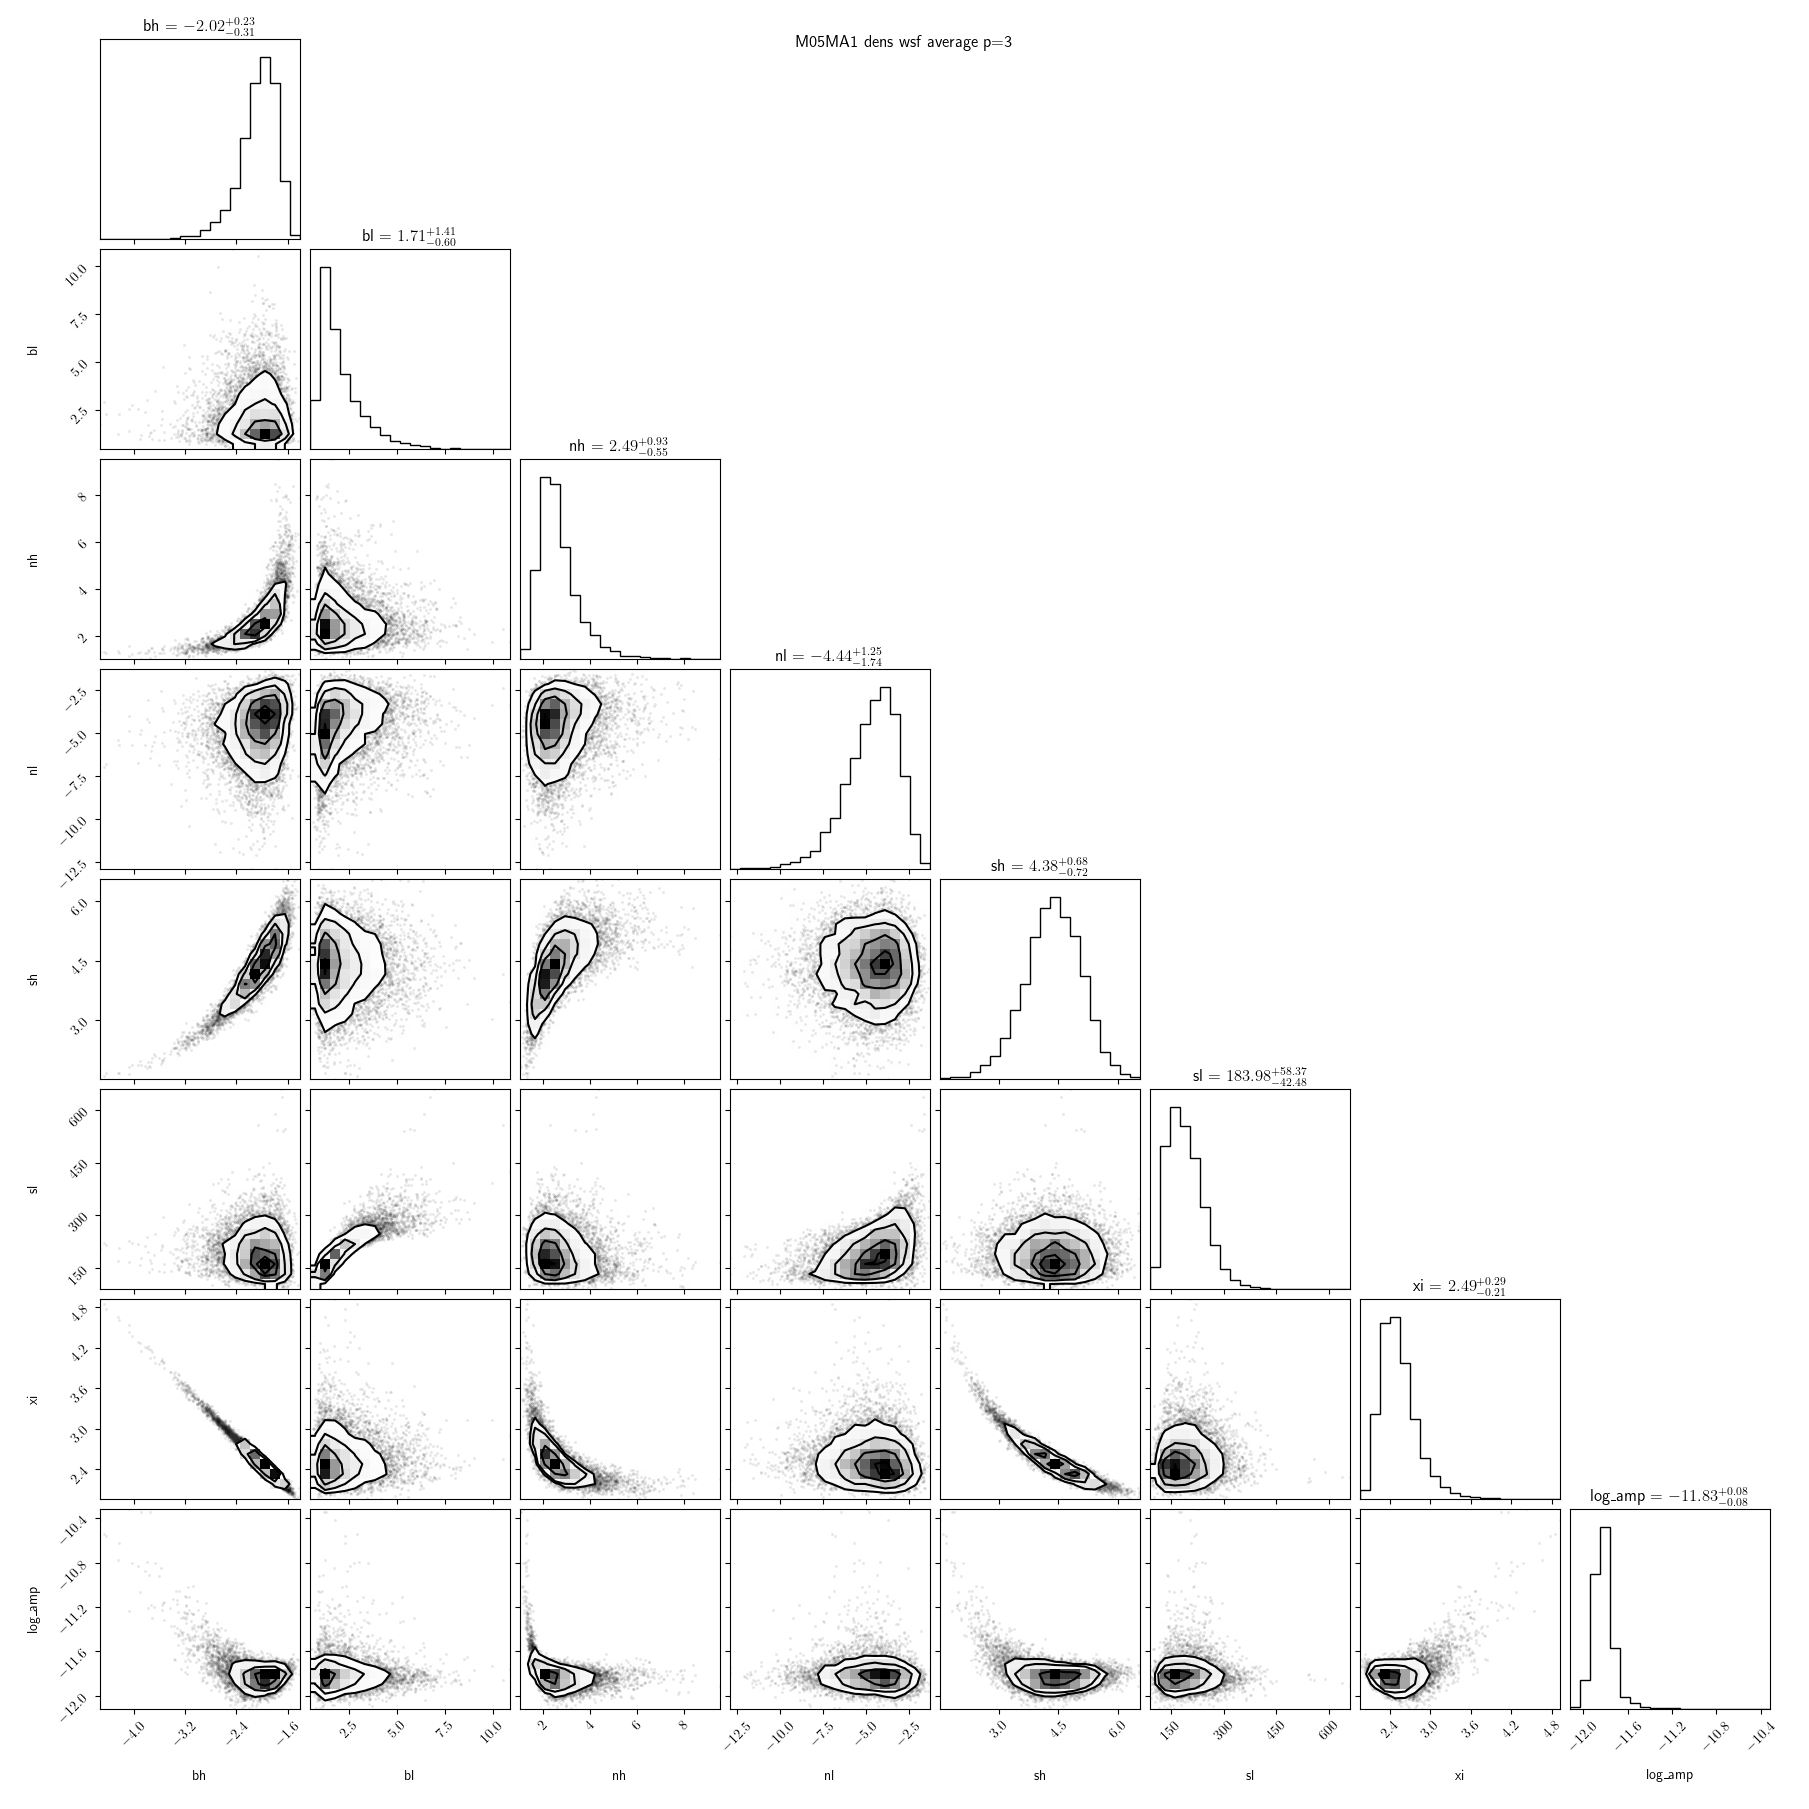 M05MA1 dens wsf average p=3
bh = −2.02+0.23−0.31
bl = 1.71+1.41−0.60
bl
10.0
7.5
5.0
2.5
nh = 2.49+0.93−0.55
nh
8
6
4
2
nl = −4.44+1.25−1.74
nl
−2.5
−5.0
−7.5
−10.0
−12.5
sh = 4.38+0.68−0.72
sh
6.0
4.5
3.0
sl = 183.98+58.37−42.48
sl
600
450
300
150
xi = 2.49+0.29−0.21
xi
4.8
4.2
3.6
3.0
2.4
log_amp = −11.83+0.08−0.08
log_amp
−10.4
−10.8
−11.2
−11.6
−12.0
−4.0 −3.2 −2.4 −1.6 2.5 5.0 7.5 10.0 2 4 6 8 −12.5 −10.0 −7.5 −5.0 −2.5 3.0 4.5 6.0 150 300 450 600 2.4 3.0 3.6 4.2 4.8 −12.0 −11.6 −11.2 −10.8 −10.4
bh bl nh nl sh sl xi log_amp